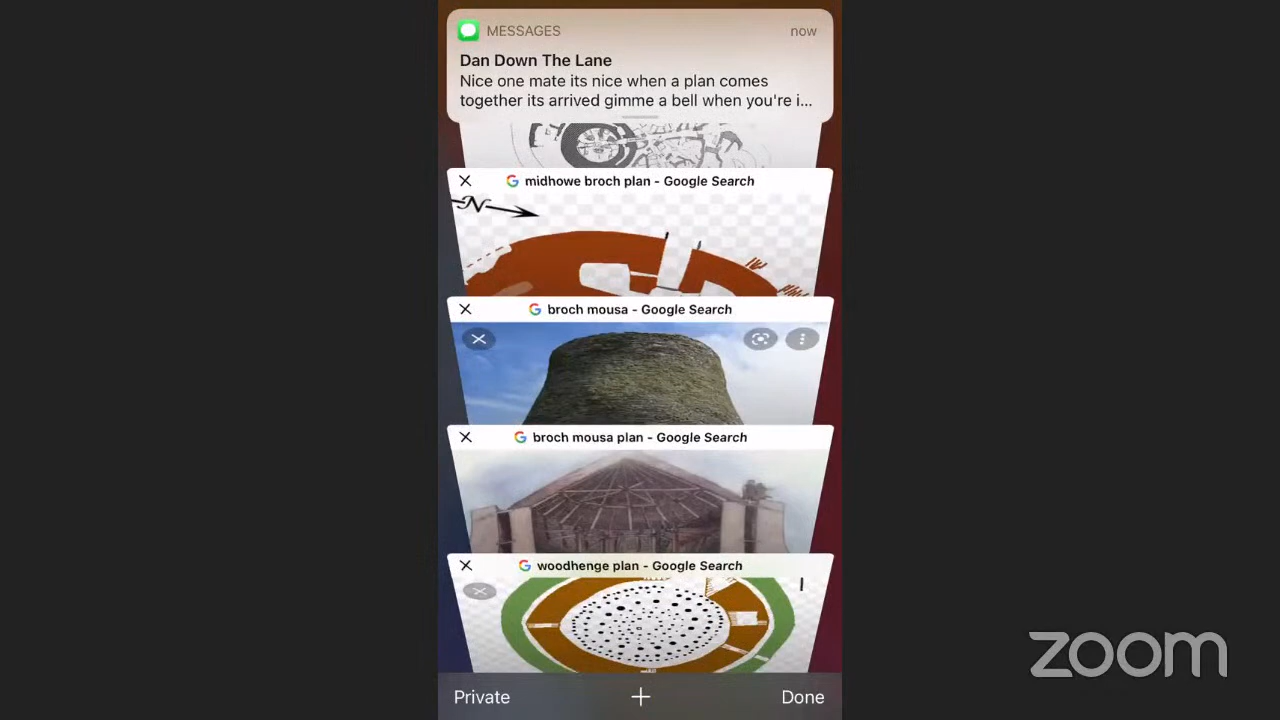 MESSAGES
now
Dan Down The Lane
Nice one mate its nice when a plan comes
together its arrived gimme a bell when you're i...
midhowe broch plan - Google Search
N
broch mousa - Google Search
broch mousa plan - Google Search
woodhenge plan - Google Search
Private
Done
zoom